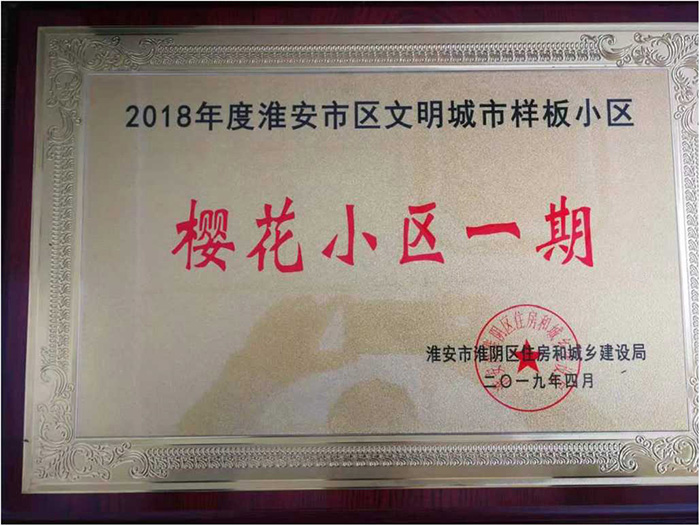 2018年度淮安市区文明城市样板小区
樱花小区一期
淮安市淮阴区住房和城乡建设局
二〇一九年四月